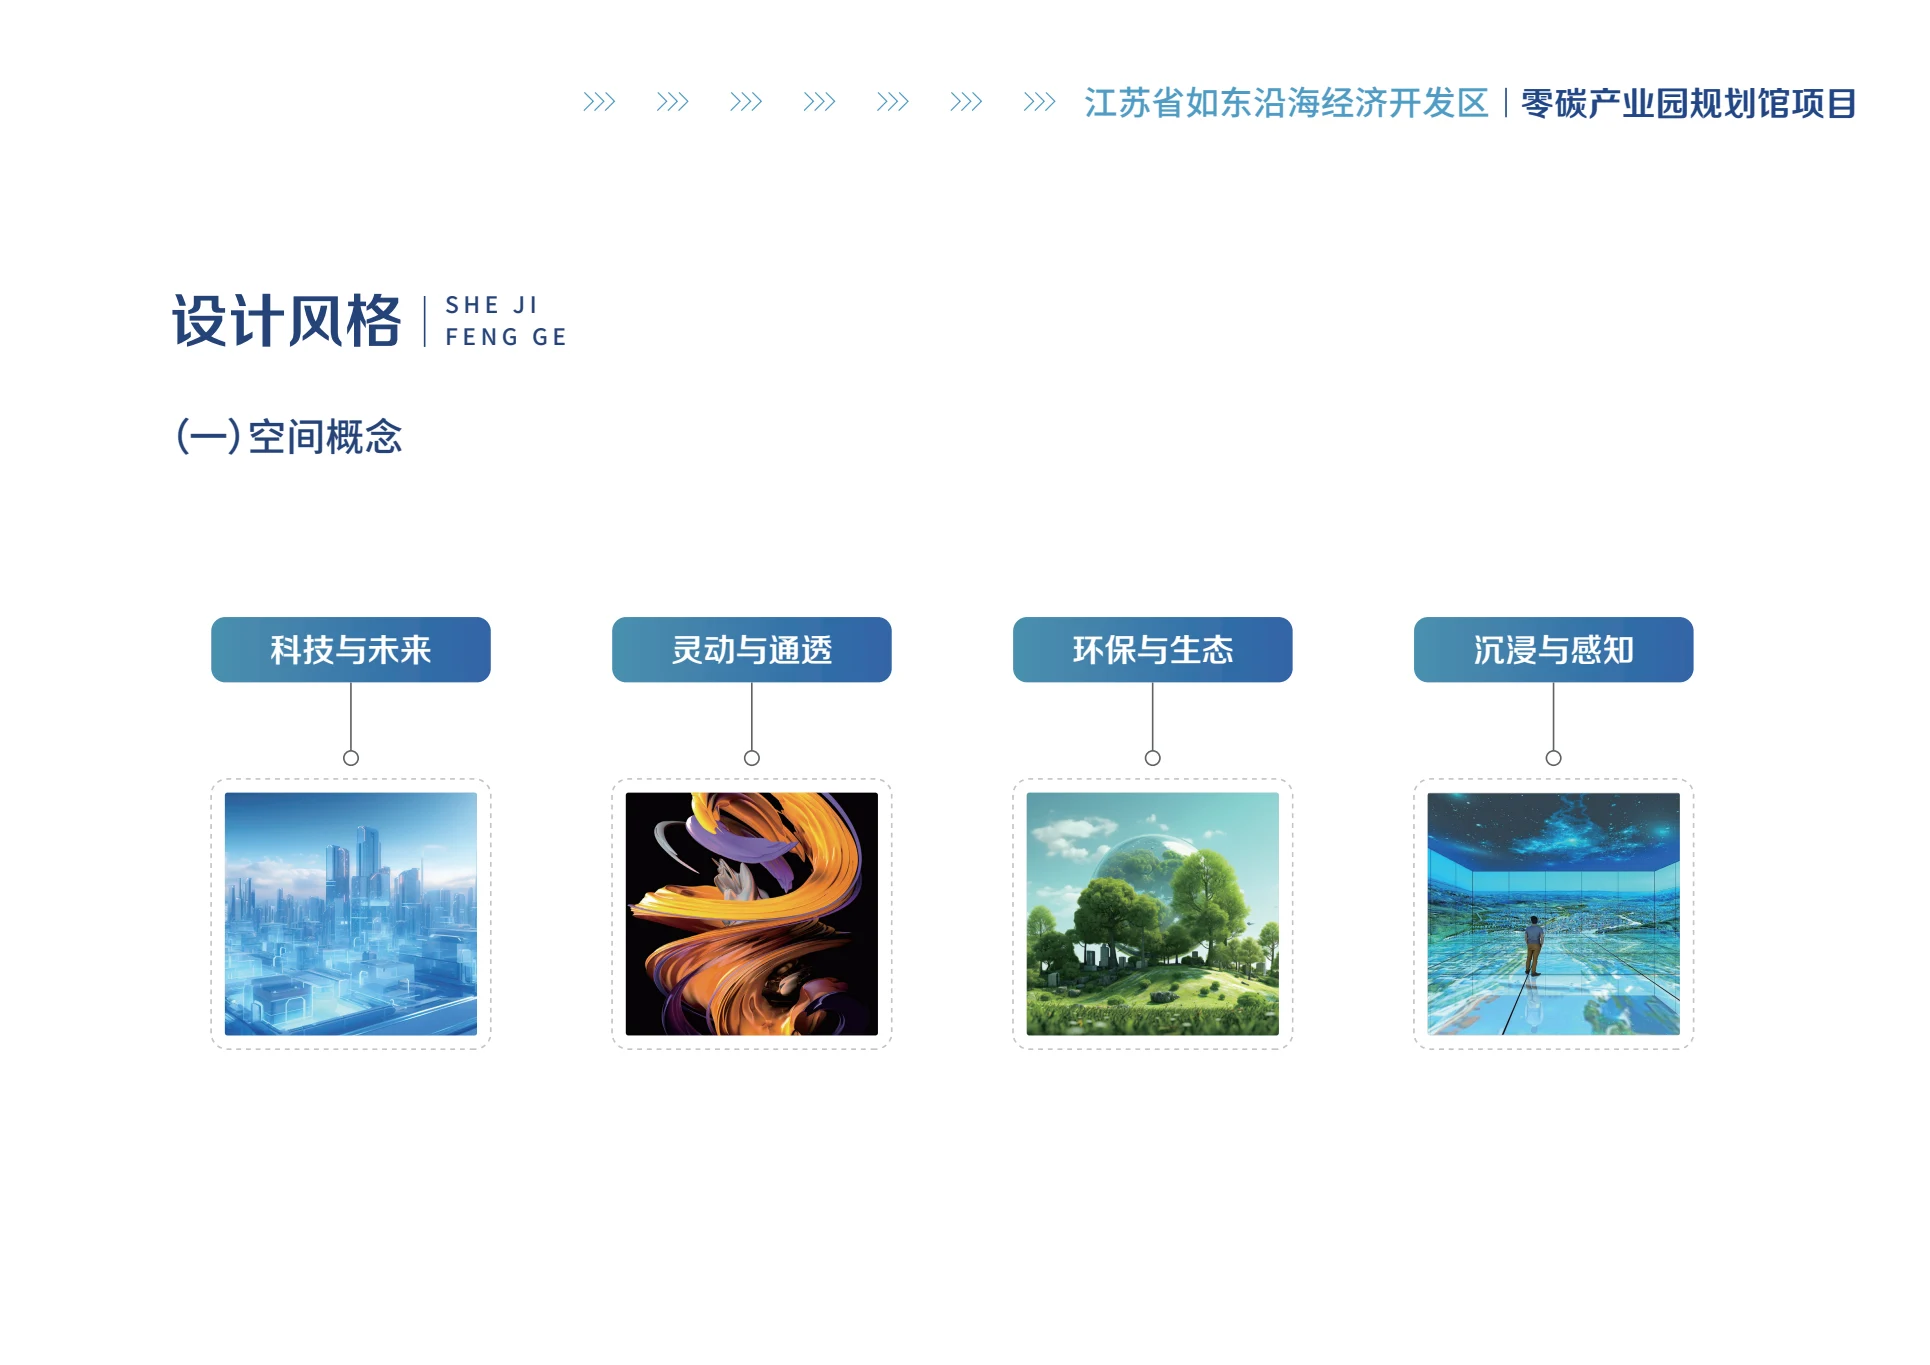 江苏省如东沿海经济开发区|零碳产业园规划馆项目
设计风格
SHE JI
FENG GE
(一)空间概念
科技与未来
灵动与通透
环保与生态
沉浸与感知